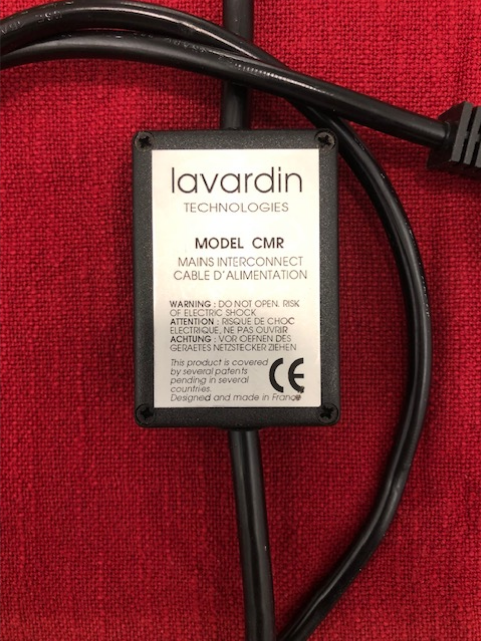 lavardin
TECHNOLOGIES
MODEL CMR
MAINS INTERCONNECT
CABLE D'ALIMENTATION
WARNING : DO NOT OPEN. RISK
OF ELECTRIC SHOCK
ATTENTION : RISQUE DE CHOC
ELECTRIQUE, NE PAS OUVRIR
ACHTUNG : VOR OEFNEN DES
GERAETES NETZSTECKER ZIEHEN
This product is covered
by several patents
pending in several
countries
Designed and made in France
CE